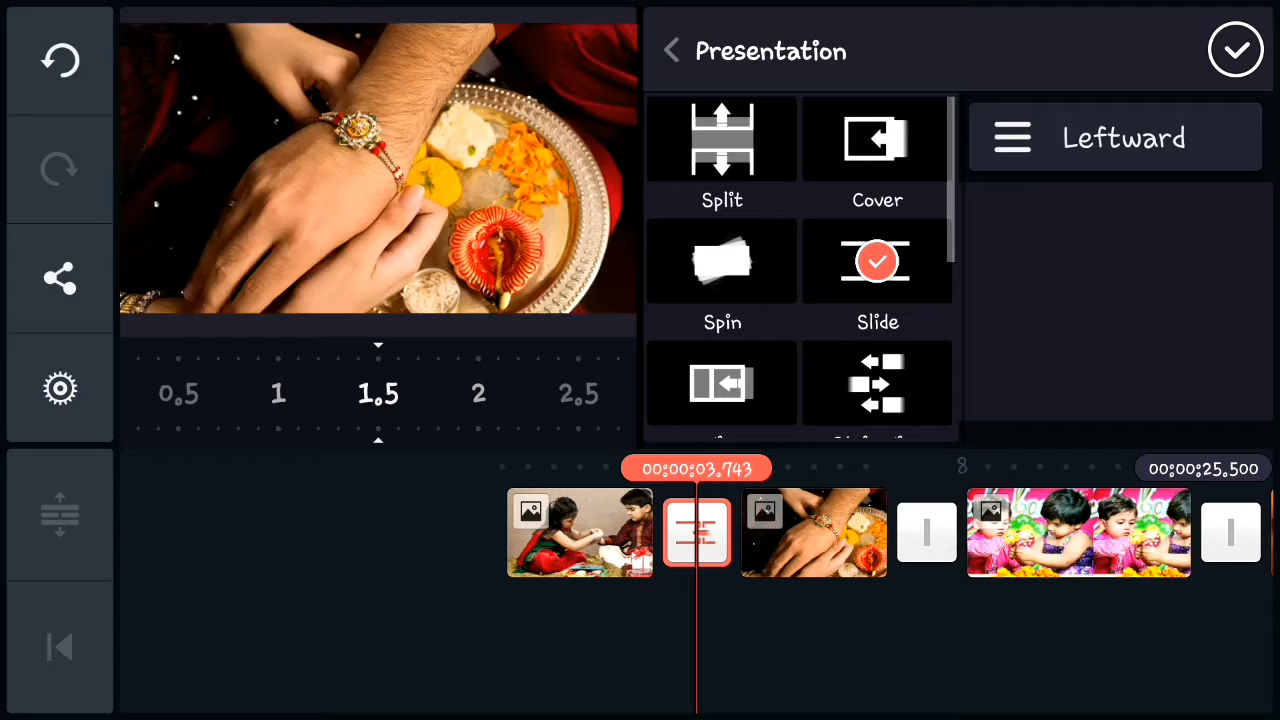 Presentation
Leftward
Split
Cover
Spin
Slide
0.5
1
1.5
2
2.5
00:00:03.743
8
00:00:25.500